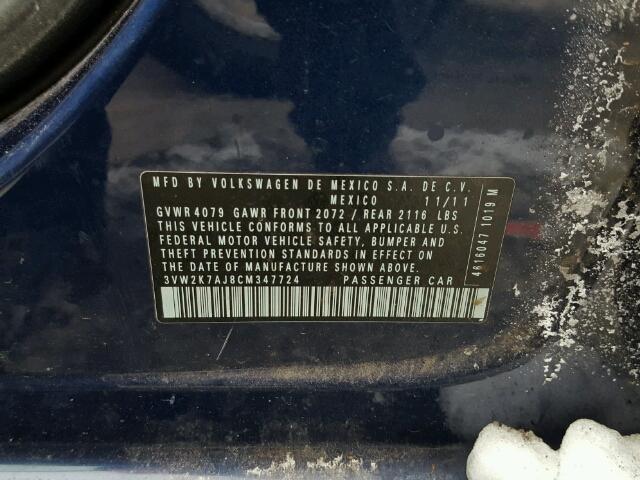 MFD BY VOLKSWAGEN DE MEXICO S.A. DE C.V.
MEXICO 11/11
GVWR 4079 GAWR FRONT 2072 / REAR 2116 LBS
THIS VEHICLE CONFORMS TO ALL APPLICABLE U.S.
FEDERAL MOTOR VEHICLE SAFETY, BUMPER AND
THEFT PREVENTION STANDARDS IN EFFECT ON
THE DATE OF MANUFACTURE SHOWN ABOVE.
3VW2K7AJ8CM347724 PASSENGER CAR
4616047 1019 M